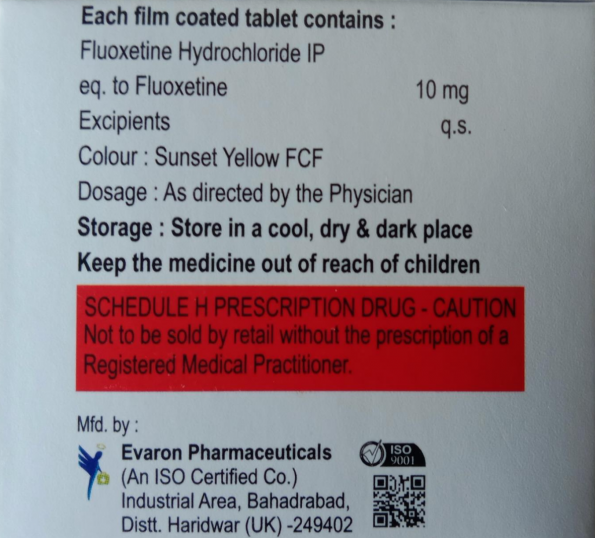 Each film coated tablet contains :
Fluoxetine Hydrochloride IP
eq. to Fluoxetine 10 mg
Excipients q.s.
Colour : Sunset Yellow FCF
Dosage : As directed by the Physician
Storage : Store in a cool, dry & dark place
Keep the medicine out of reach of children
SCHEDULE H PRESCRIPTION DRUG - CAUTION
Not to be sold by retail without the prescription of a
Registered Medical Practitioner.
Mfd. by :
Evaron Pharmaceuticals
(An ISO Certified Co.)
Industrial Area, Bahadrabad,
Distt. Haridwar (UK) -249402
ISO
9001